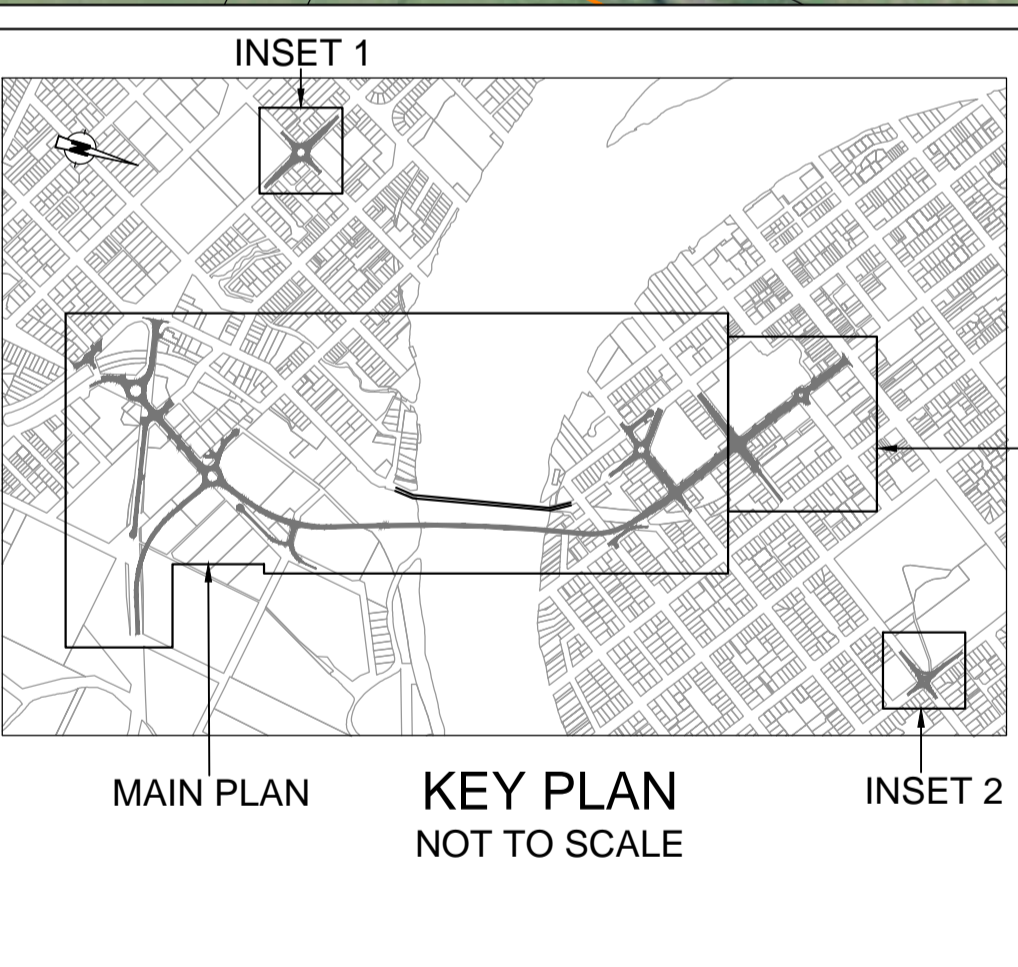 INSET 1
N
MAIN PLAN
KEY PLAN
NOT TO SCALE
INSET 2